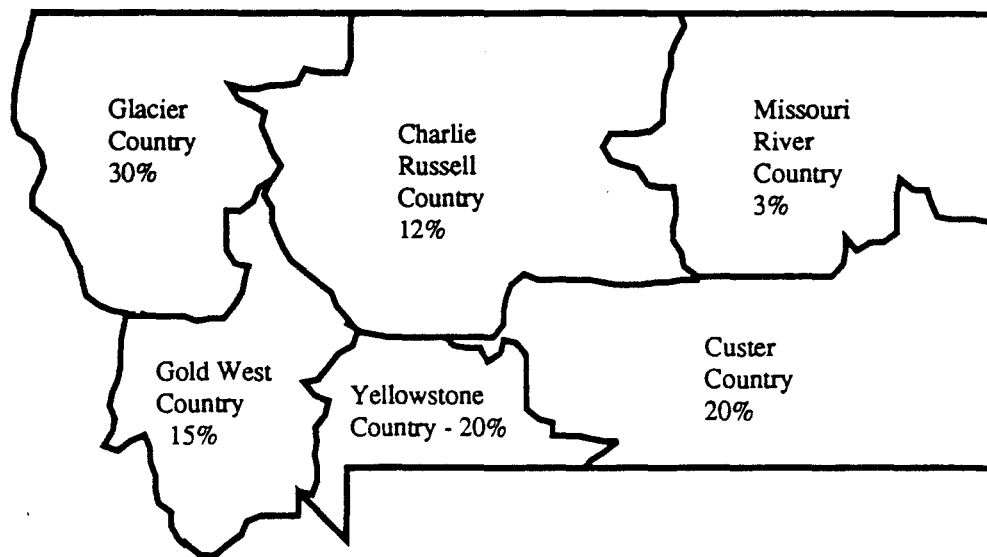 Glacier
Country
30%
Charlie
Russell
Country
12%
Missouri
River
Country
3%
Gold West
Country
15%
Yellowstone
Country - 20%
Custer
Country
20%